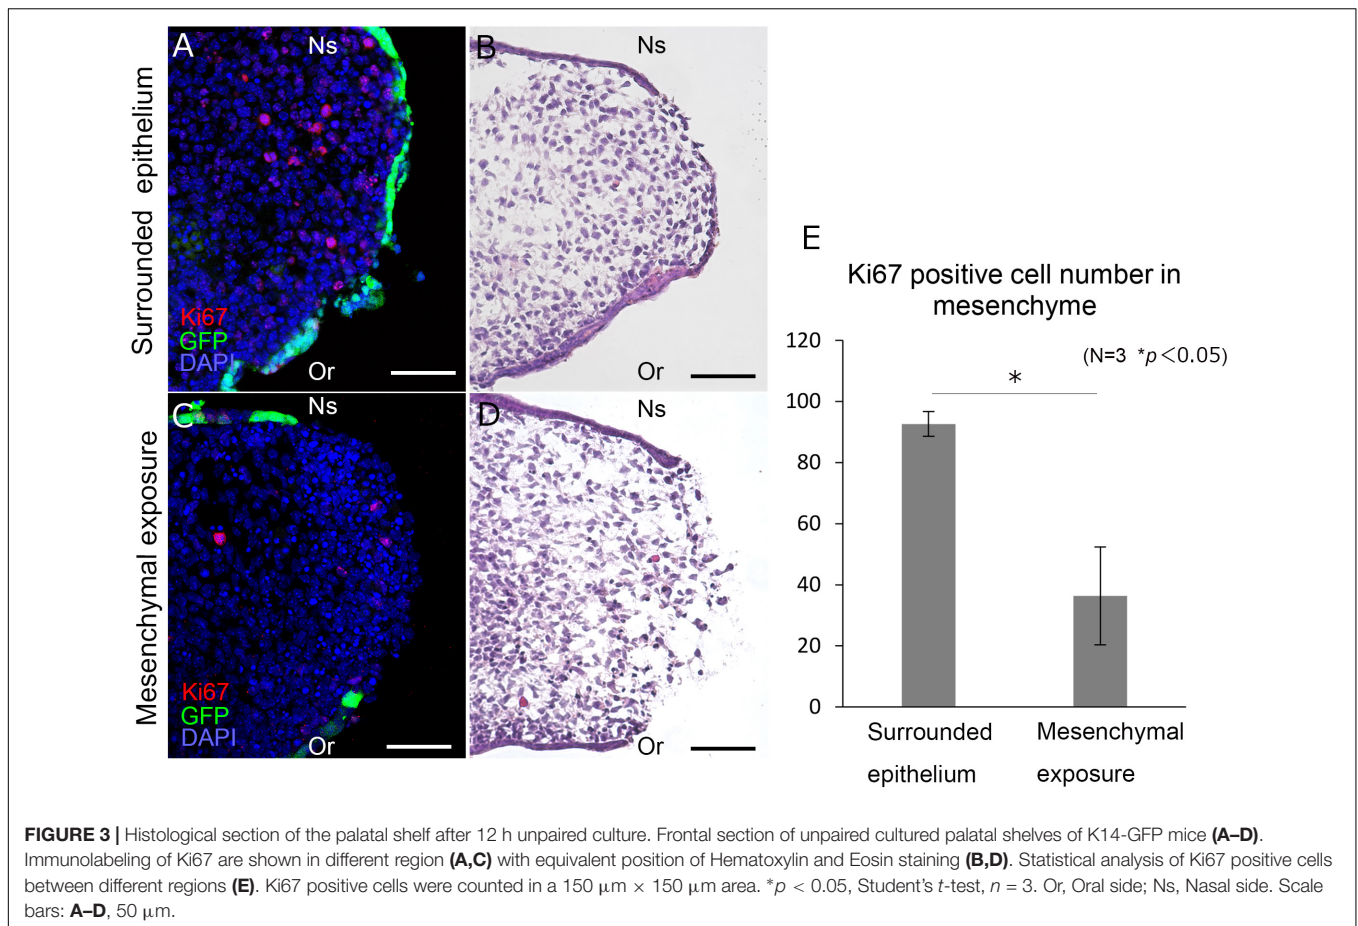 A
Ns
Surrounded epithelium
Ki67
GFP
DAPI
Or
B
Ns
Or
C
Ns
Mesenchymal exposure
Ki67
GFP
DAPI
Or
D
Ns
Or
E
Ki67 positive cell number in
mesenchyme
(N=3 *p<0.05)
*
120
100
80
60
40
20
0
Surrounded
epithelium
Mesenchymal
exposure
FIGURE 3 | Histological section of the palatal shelf after 12 h unpaired culture. Frontal section of unpaired cultured palatal shelves of K14-GFP mice (A–D).
Immunolabeling of Ki67 are shown in different region (A,C) with equivalent position of Hematoxylin and Eosin staining (B,D). Statistical analysis of Ki67 positive cells
between different regions (E). Ki67 positive cells were counted in a 150 μm × 150 μm area. *p < 0.05, Student's t-test, n = 3. Or, Oral side; Ns, Nasal side. Scale
bars: A–D, 50 μm.